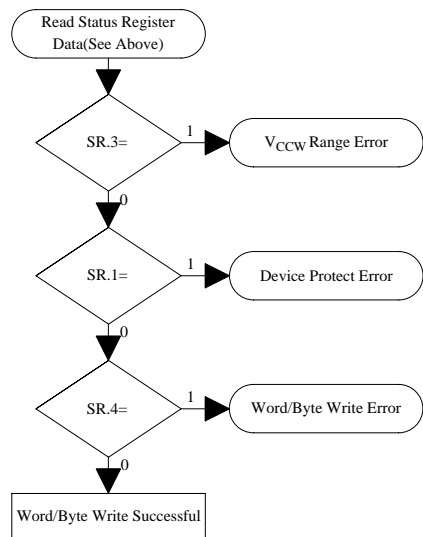 Read Status Register
Data(See Above)
SR.3=
1
VCCW Range Error
0
SR.1=
1
Device Protect Error
0
SR.4=
1
Word/Byte Write Error
0
Word/Byte Write Successful